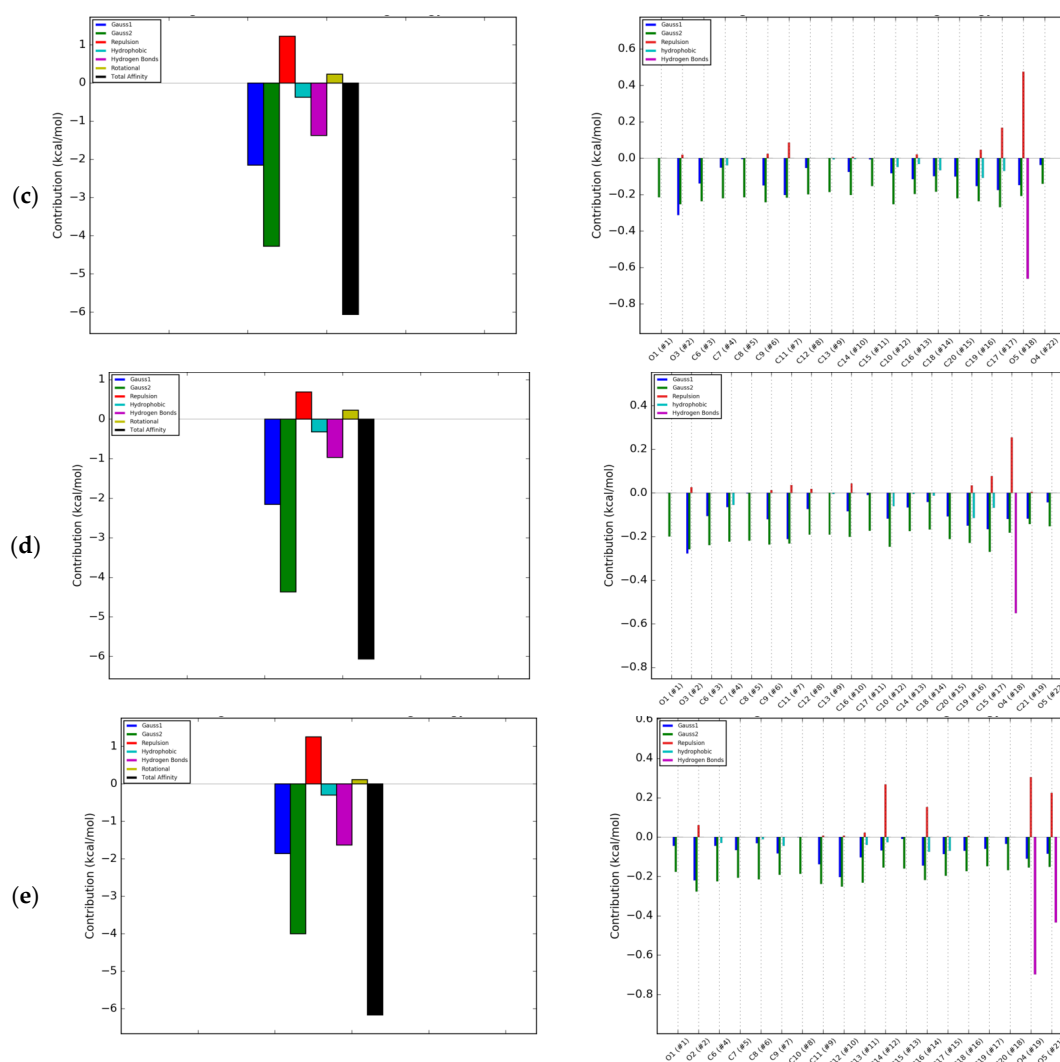 (c)
Gauss1
Gauss2
Repulsion
Hydrophobic
Hydrogen Bonds
Rotational
Total Affinity
Contribution (kcal/mol)
1
0
−1
−2
−3
−4
−5
−6
Gauss1
Gauss2
Repulsion
hydrophobic
Hydrogen Bonds
Contribution (kcal/mol)
0.6
0.4
0.2
0.0
−0.2
−0.4
−0.6
−0.8
O1 (#1)
O3 (#2)
C6 (#3)
C7 (#4)
C8 (#5)
C9 (#6)
C11 (#7)
C12 (#8)
C13 (#9)
C14 (#10)
C15 (#11)
C10 (#12)
C16 (#13)
C18 (#14)
C20 (#15)
C19 (#16)
C17 (#17)
O5 (#18)
O4 (#22)
(d)
Gauss1
Gauss2
Repulsion
Hydrophobic
Hydrogen Bonds
Rotational
Total Affinity
Contribution (kcal/mol)
1
0
−1
−2
−3
−4
−5
−6
Gauss1
Gauss2
Repulsion
hydrophobic
Hydrogen Bonds
Contribution (kcal/mol)
0.4
0.2
0.0
−0.2
−0.4
−0.6
−0.8
O1 (#1)
O3 (#2)
C6 (#3)
C7 (#4)
C8 (#5)
C9 (#6)
C11 (#7)
C12 (#8)
C13 (#9)
C16 (#10)
C17 (#11)
C10 (#12)
C14 (#13)
C18 (#14)
C20 (#15)
C19 (#16)
C15 (#17)
O4 (#18)
C21 (#19)
(e)
Gauss1
Gauss2
Repulsion
Hydrophobic
Hydrogen Bonds
Rotational
Total Affinity
Contribution (kcal/mol)
1
0
−1
−2
−3
−4
−5
−6
Gauss1
Gauss2
Repulsion
hydrophobic
Hydrogen Bonds
Contribution (kcal/mol)
0.6
0.4
0.2
0.0
−0.2
−0.4
−0.6
−0.8
O1 (#1)
O2 (#2)
C6 (#4)
C7 (#5)
C8 (#6)
C9 (#7)
C10 (#8)
C11 (#9)